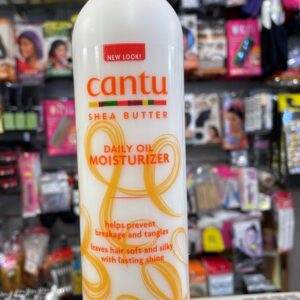 NEW LOOK!
cantu
SHEA BUTTER
DAILY OIL
MOISTURIZER
helps prevent
breakage and tangles
leaves hair soft and silky
with lasting shine